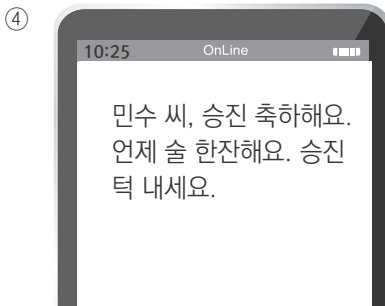 ④
10:25 OnLine
민수 씨, 승진 축하해요.
언제 술 한잔해요. 승진
턱 내세요.